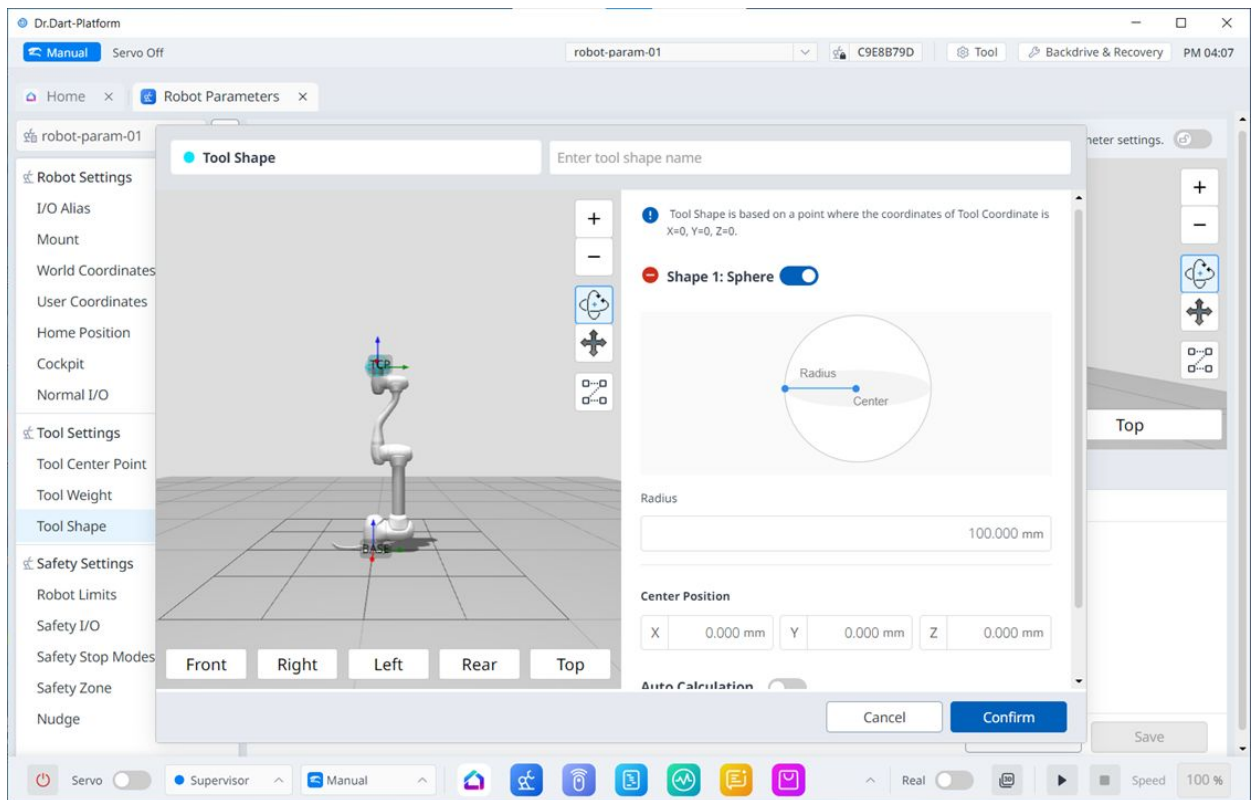 Dr.Dart-Platform
Manual Servo Off robot-param-01 C9E8B79D Tool Backdrive & Recovery PM 04:07
Home Robot Parameters
robot-param-01
neter settings.
Tool Shape
Enter tool shape name
Robot Settings
I/O Alias
Mount
World Coordinates
User Coordinates
Home Position
Cockpit
Normal I/O
Tool Settings
Tool Center Point
Tool Weight
Tool Shape
Safety Settings
Robot Limits
Safety I/O
Safety Stop Modes
Safety Zone
Nudge
TCP
BASE
Front Right Left Rear Top
Tool Shape is based on a point where the coordinates of Tool Coordinate is
X=0, Y=0, Z=0.
Shape 1: Sphere
Radius
Center
Radius
100.000 mm
Center Position
X 0.000 mm Y 0.000 mm Z 0.000 mm
Auto Calculation
Cancel Confirm
Top
Save
Servo Supervisor Manual Real 3D Speed 100 %